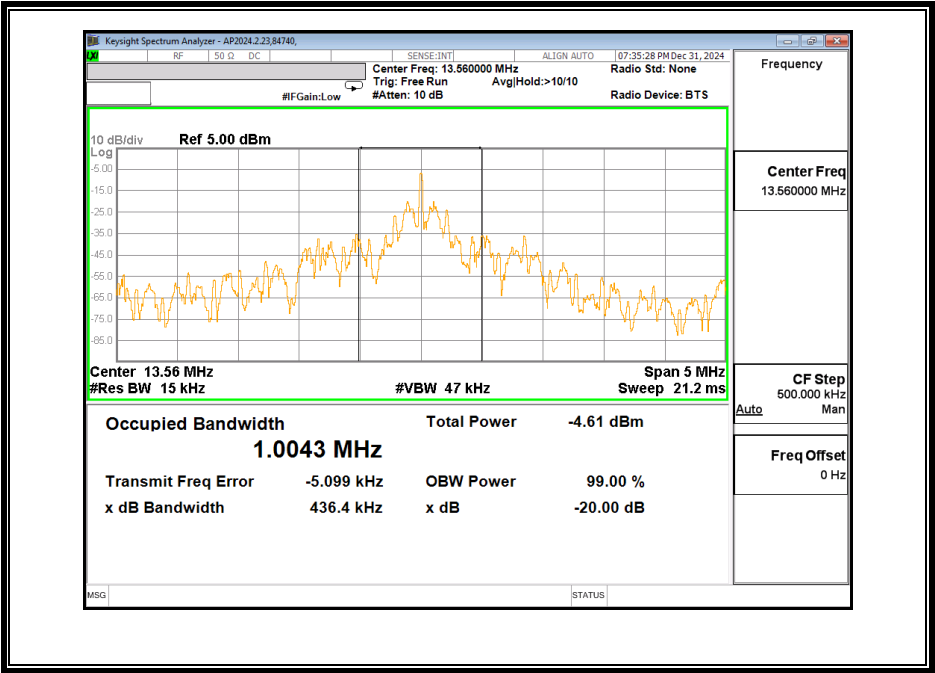 Keysight Spectrum Analyzer - AP2024.2.23,84740,
LXI
RF
50 Ω
DC
SENSE:INT
ALIGN AUTO
07:35:28 PM Dec 31, 2024
Center Freq: 13.560000 MHz
Radio Std: None
Trig: Free Run
Avg|Hold:>10/10
#IFGain:Low
#Atten: 10 dB
Radio Device: BTS
10 dB/div
Ref 5.00 dBm
Log
-5.00
-15.0
-25.0
-35.0
-45.0
-55.0
-65.0
-75.0
-85.0
Center 13.56 MHz
Span 5 MHz
#Res BW 15 kHz
#VBW 47 kHz
Sweep 21.2 ms
Occupied Bandwidth
Total Power
-4.61 dBm
1.0043 MHz
Transmit Freq Error
-5.099 kHz
OBW Power
99.00 %
x dB Bandwidth
436.4 kHz
x dB
-20.00 dB
MSG
STATUS
Frequency
Center Freq
13.560000 MHz
CF Step
500.000 kHz
Auto
Man
Freq Offset
0 Hz